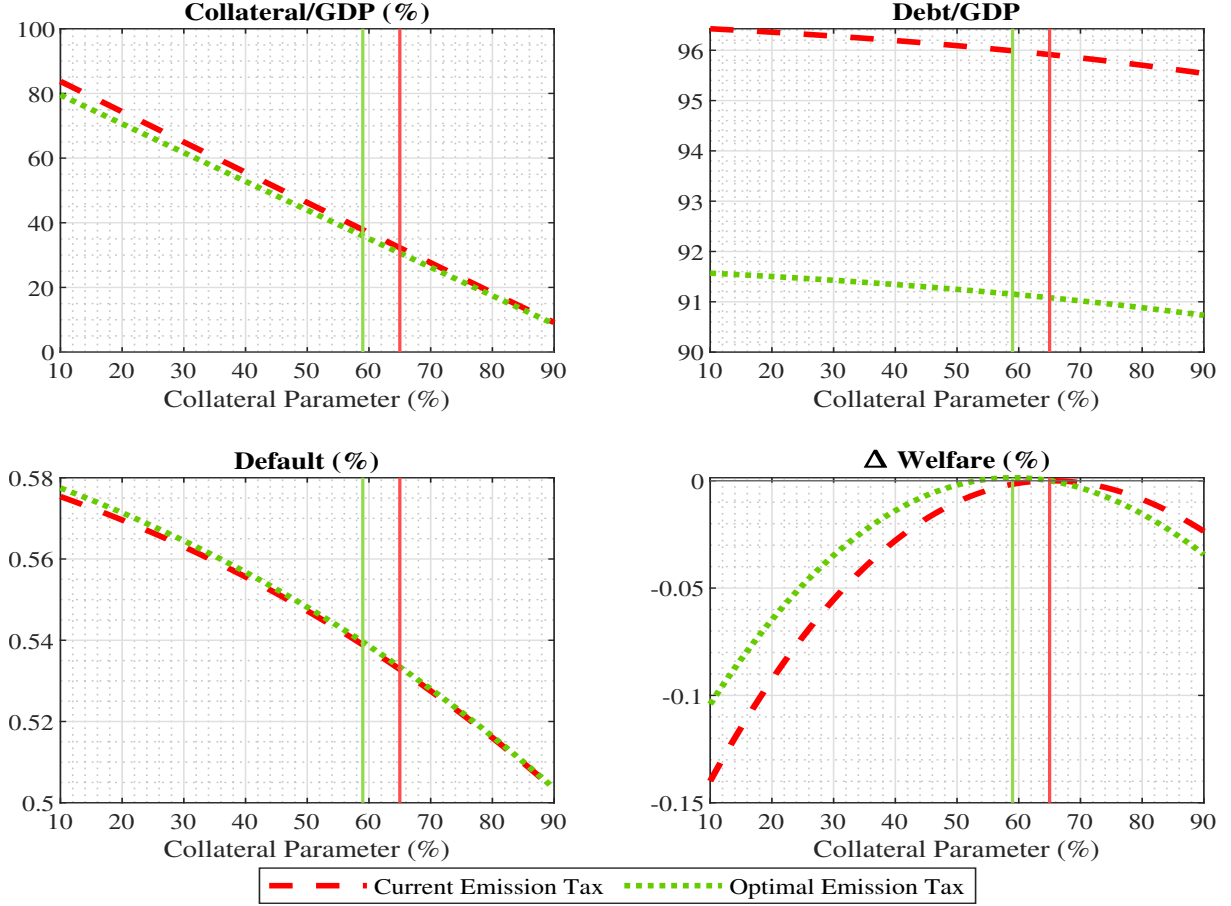 Collateral/GDP (%)
100
80
60
40
20
0
10 20 30 40 50 60 70 80 90
Collateral Parameter (%)
Debt/GDP
96
95
94
93
92
91
90
10 20 30 40 50 60 70 80 90
Collateral Parameter (%)
Default (%)
0.58
0.56
0.54
0.52
0.5
10 20 30 40 50 60 70 80 90
Collateral Parameter (%)
Δ Welfare (%)
0
-0.05
-0.1
-0.15
10 20 30 40 50 60 70 80 90
Collateral Parameter (%)
Current Emission Tax
Optimal Emission Tax